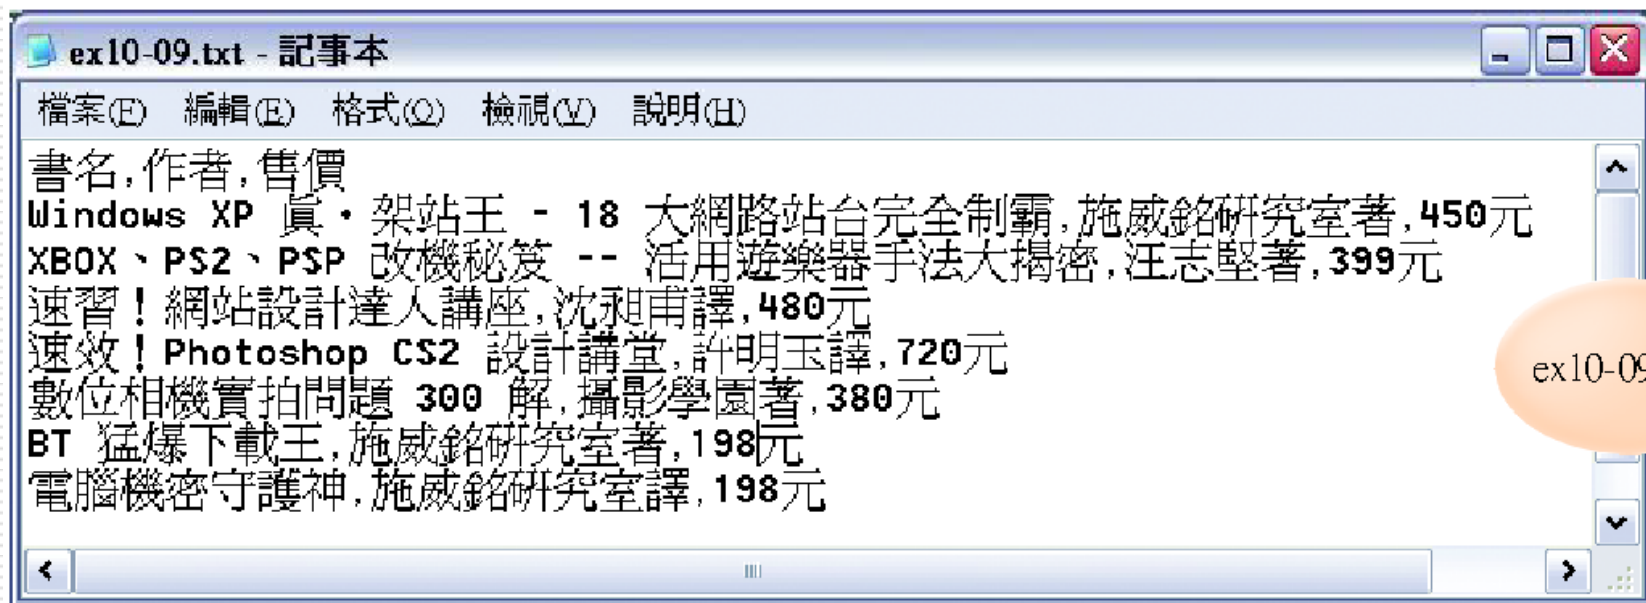 ex10-09.txt - 記事本
檔案(F) 編輯(E) 格式(O) 檢視(V) 說明(H)
書名,作者,售價
Windows XP 真‧架站王 - 18 大網路站台完全制霸,施威銘研究室著,450元
XBOX、PS2、PSP 改機秘笈 -- 活用遊樂器手法大揭密,汪志堅著,399元
速習!網站設計達人講座,沈昶甫譯,480元
速效!Photoshop CS2 設計講堂,許明玉譯,720元
數位相機實拍問題 300 解,攝影學園著,380元
BT 猛爆下載王,施威銘研究室著,198元
電腦機密守護神,施威銘研究室譯,198元
ex10-09